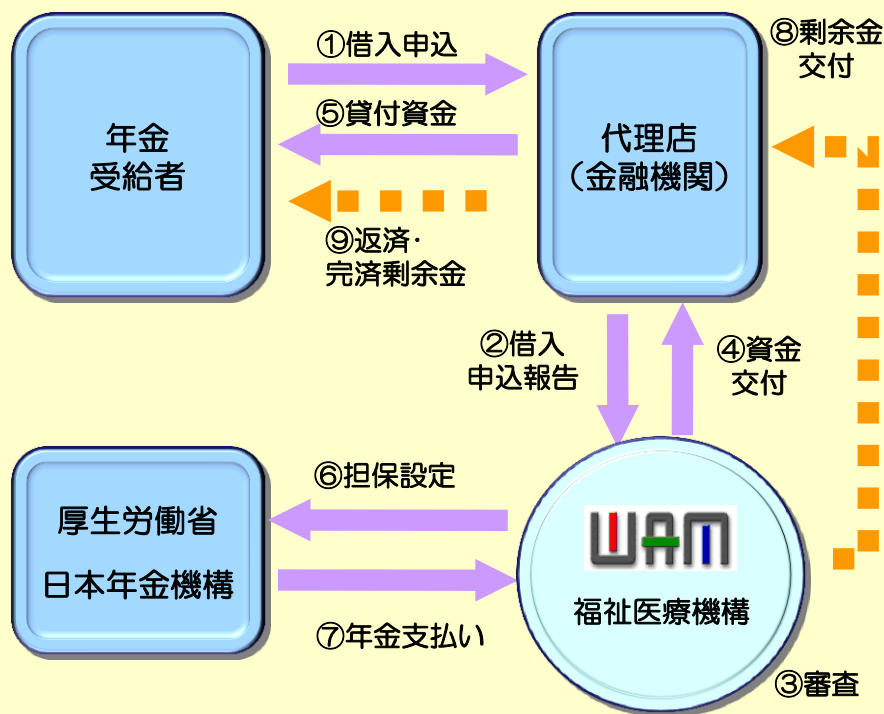 ①借入申込
⑧剰余金
交付
⑤貸付資金
年金
受給者
代理店
（金融機関）
⑨返済・
完済剰余金
②借入
申込報告
④資金
交付
⑥担保設定
厚生労働省
日本年金機構
WAM
福祉医療機構
⑦年金支払い
③審査